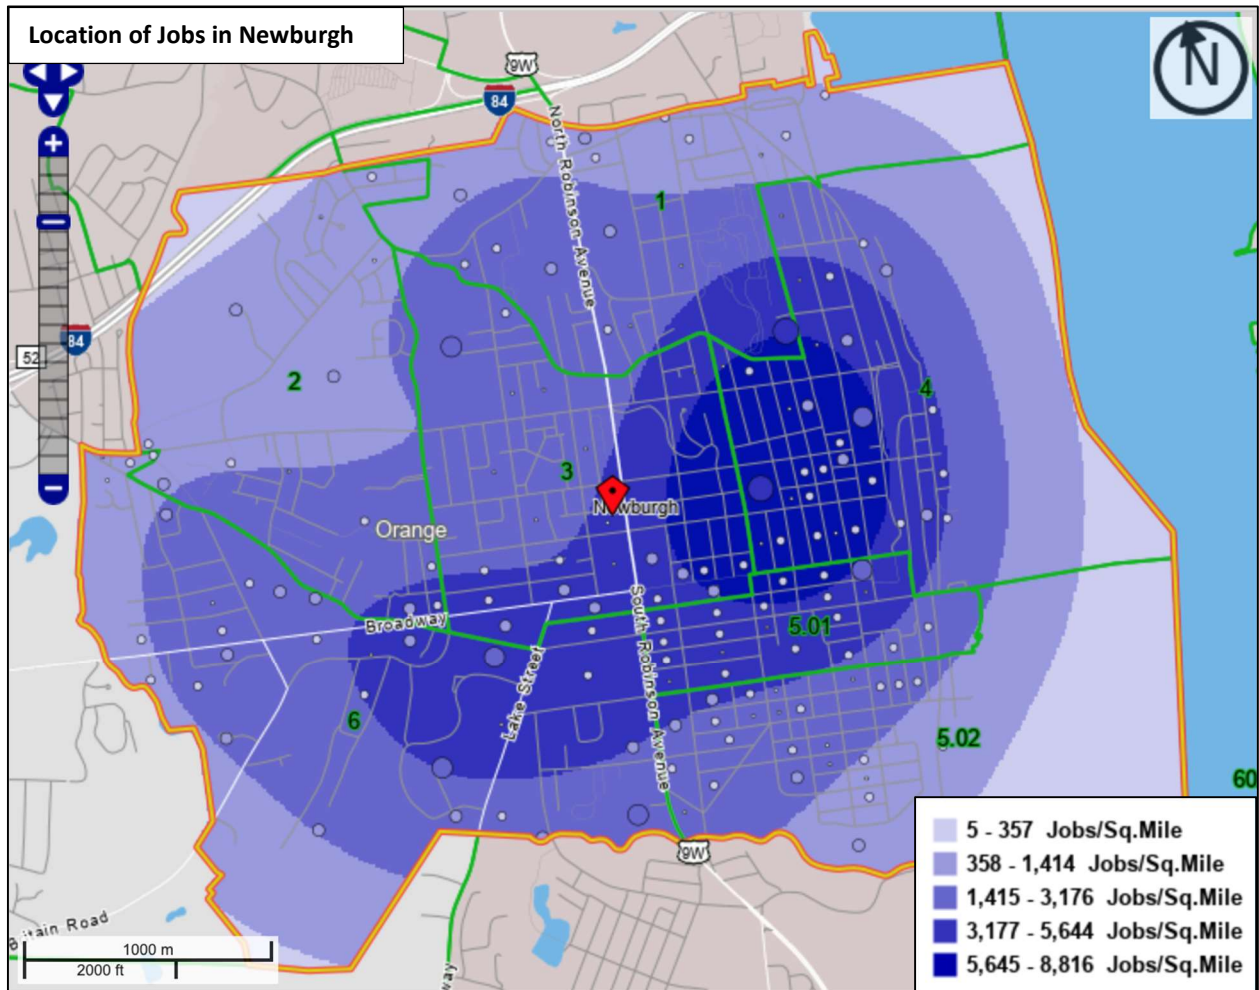 Location of Jobs in Newburgh
N
9W
84
North Robinson Avenue
1
84
52
2
4
3
Newburgh
Orange
Broadway
South Robinson Avenue
5.01
Lake Street
6
5.02
60
9W
5 - 357 Jobs/Sq.Mile
358 - 1,414 Jobs/Sq.Mile
1,415 - 3,176 Jobs/Sq.Mile
3,177 - 5,644 Jobs/Sq.Mile
5,645 - 8,816 Jobs/Sq.Mile
Road
1000 m
2000 ft